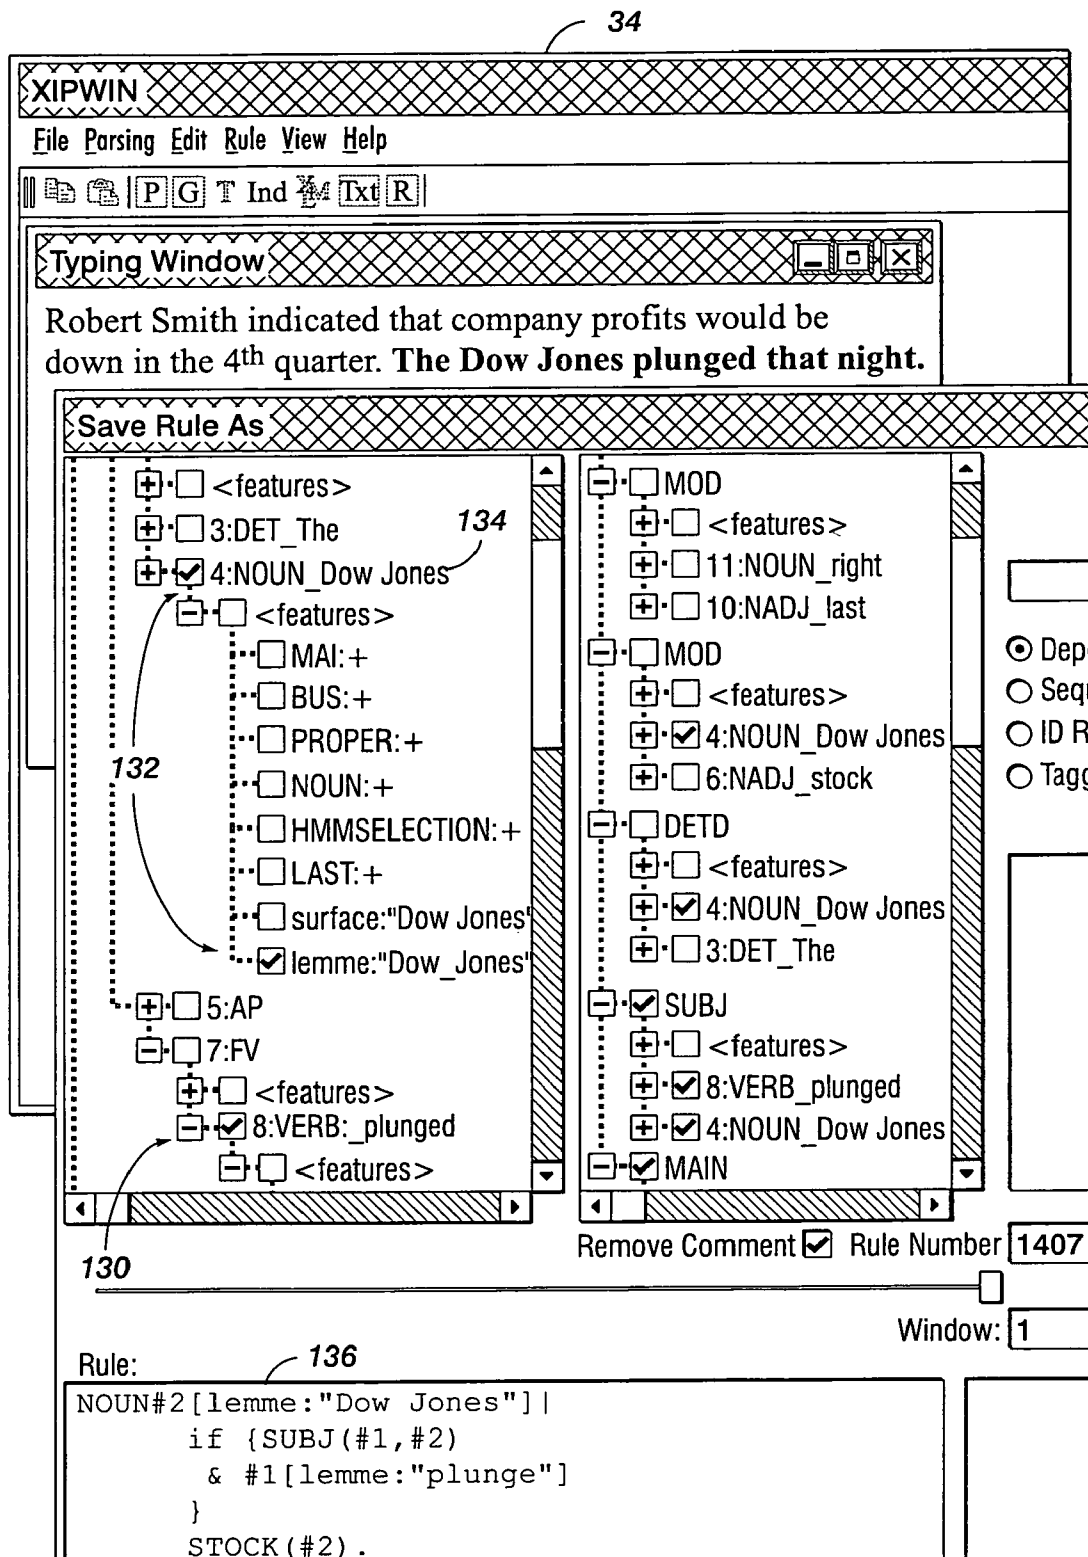 34
XIPWIN
File Parsing Edit Rule View Help
P G T Ind XM Txt R
Typing Window
Robert Smith indicated that company profits would be
down in the 4th quarter. The Dow Jones plunged that night.
Save Rule As
<features>
3:DET_The
134
4:NOUN_Dow Jones
<features>
MAI:+
BUS:+
PROPER:+
132
NOUN:+
HMMSELECTION:+
LAST:+
surface:"Dow Jones"
lemme:"Dow_Jones"
5:AP
7:FV
<features>
8:VERB:_plunged
<features>
130
MOD
<features>
11:NOUN_right
10:NADJ_last
MOD
<features>
4:NOUN_Dow Jones
6:NADJ_stock
DETD
<features>
4:NOUN_Dow Jones
3:DET_The
SUBJ
<features>
8:VERB_plunged
4:NOUN_Dow Jones
MAIN
Dep
Sequ
ID R
Tagg
Remove Comment Rule Number 1407
Window: 1
Rule:
136
NOUN#2[lemme:"Dow Jones"]|
if {SUBJ(#1,#2)
& #1[lemme:"plunge"]
}
STOCK(#2).